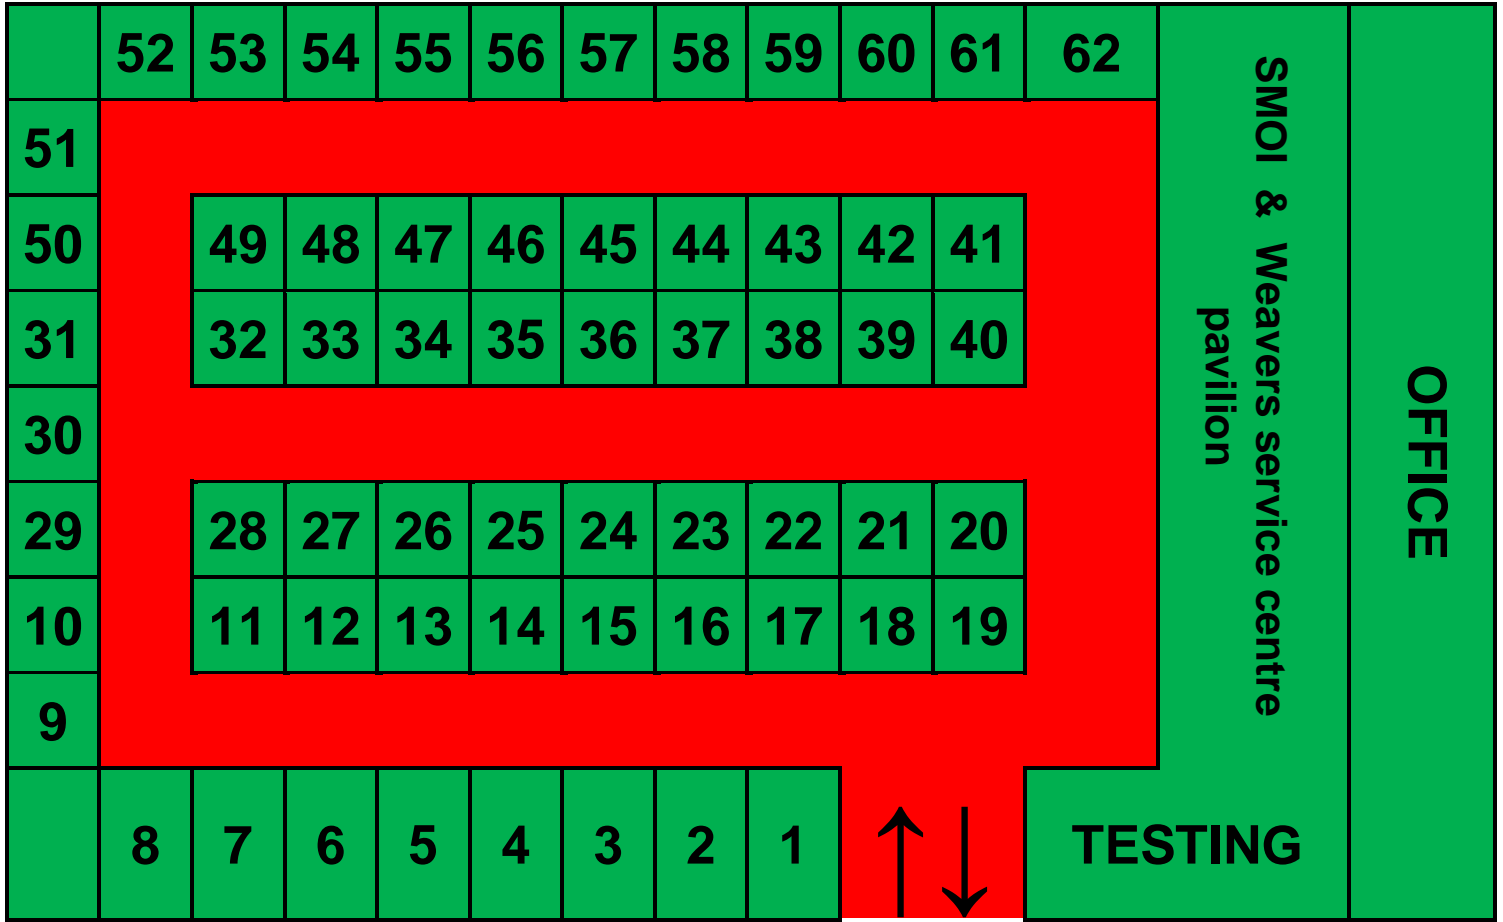 52 53 54 55 56 57 58 59 60 61 62
51
50 49 48 47 46 45 44 43 42 41
31 32 33 34 35 36 37 38 39 40
30
29 28 27 26 25 24 23 22 21 20
10 11 12 13 14 15 16 17 18 19
9
8 7 6 5 4 3 2 1 ↑ ↓ TESTING
SMOI & Weavers service centre
pavilion
OFFICE